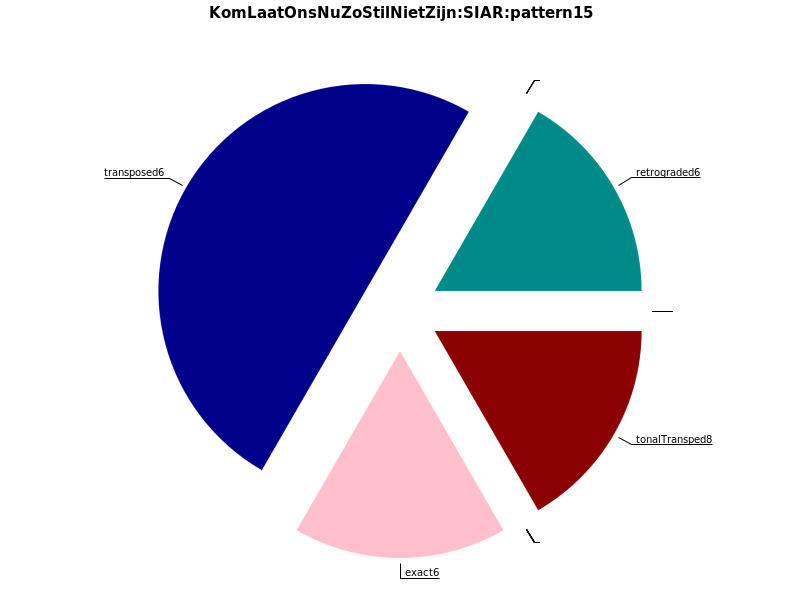 KomLaatOnsNuZoStilNietZijn:SIAR:pattern15
transposed6
retrograded6
tonalTransped8
exact6